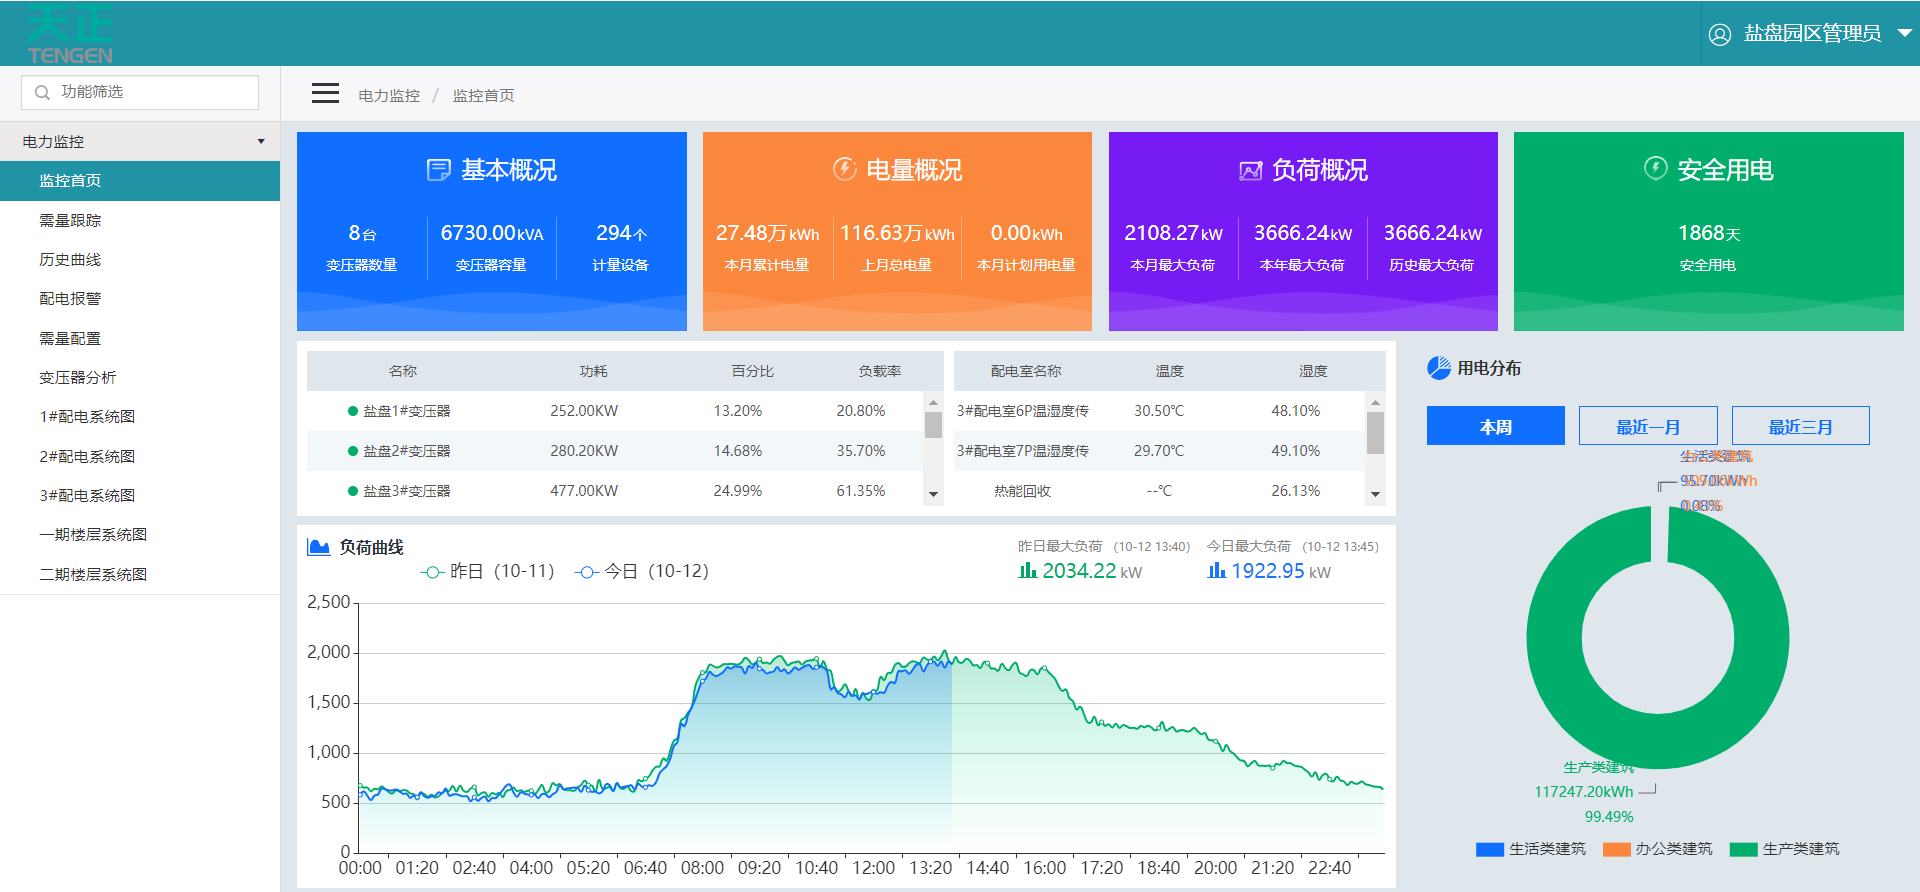 天正
TENGEN
盐盘园区管理员
功能筛选
电力监控 / 监控首页
电力监控
监控首页
需量跟踪
历史曲线
配电报警
需量配置
变压器分析
1#配电系统图
2#配电系统图
3#配电系统图
一期楼层系统图
二期楼层系统图
基本概况
8台 6730.00kVA 294个
变压器数量 变压器容量 计量设备
电量概况
27.48万kWh 116.63万kWh 0.00kWh
本月累计电量 上月总电量 本月计划用电量
负荷概况
2108.27kW 3666.24kW 3666.24kW
本月最大负荷 本年最大负荷 历史最大负荷
安全用电
1868天
安全用电
名称 功耗 百分比 负载率
盐盘1#变压器 252.00KW 13.20% 20.80%
盐盘2#变压器 280.20KW 14.68% 35.70%
盐盘3#变压器 477.00KW 24.99% 61.35%
配电室名称 温度 湿度
3#配电室6P温湿度传 30.50℃ 48.10%
3#配电室7P温湿度传 29.70℃ 49.10%
热能回收 --℃ 26.13%
负荷曲线
昨日（10-11） 今日（10-12）
昨日最大负荷 (10-12 13:40) 今日最大负荷 (10-12 13:45)
2034.22 kW 1922.95 kW
2,500
2,000
1,500
1,000
500
0
00:00 01:20 02:40 04:00 05:20 06:40 08:00 09:20 10:40 12:00 13:20 14:40 16:00 17:20 18:40 20:00 21:20 22:40
用电分布
本周 最近一月 最近三月
生活类建筑
95.70kWh
0.08%
生产类建筑
117247.20kWh
99.49%
生活类建筑 办公类建筑 生产类建筑